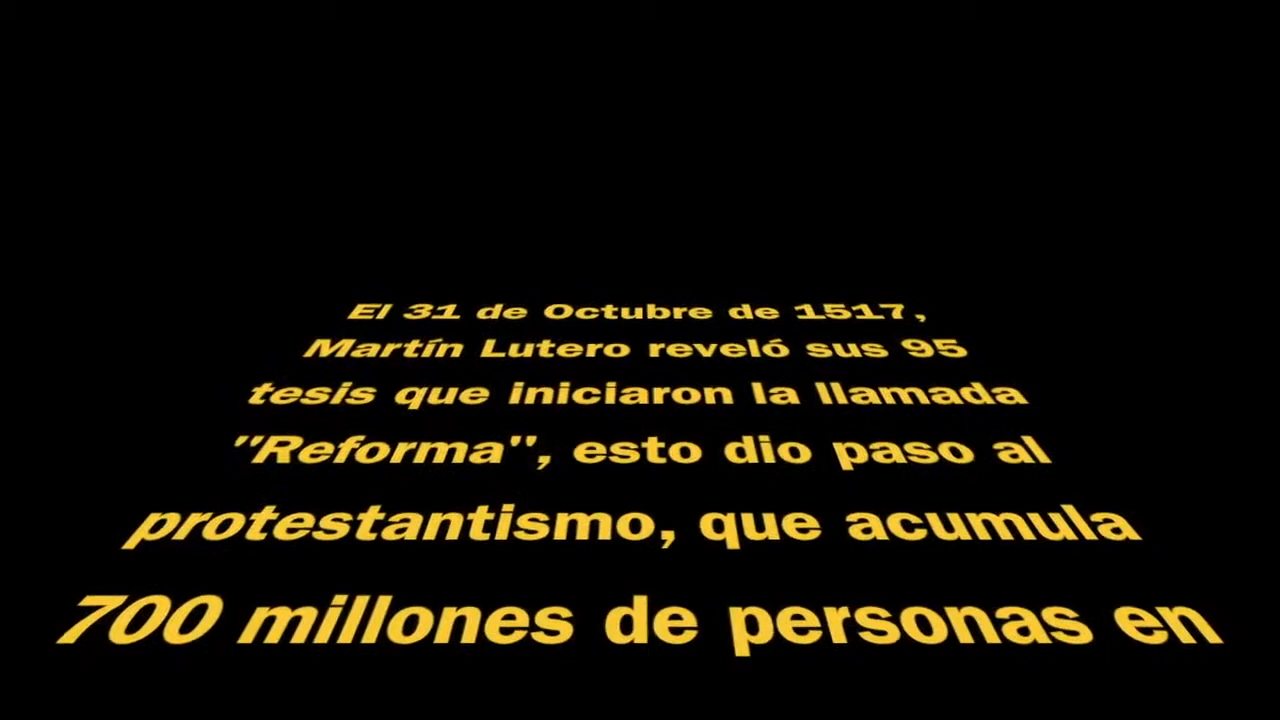 El 31 de Octubre de 1517,
Martín Lutero reveló sus 95
tesis que iniciaron la llamada
"Reforma", esto dio paso al
protestantismo, que acumula
700 millones de personas en